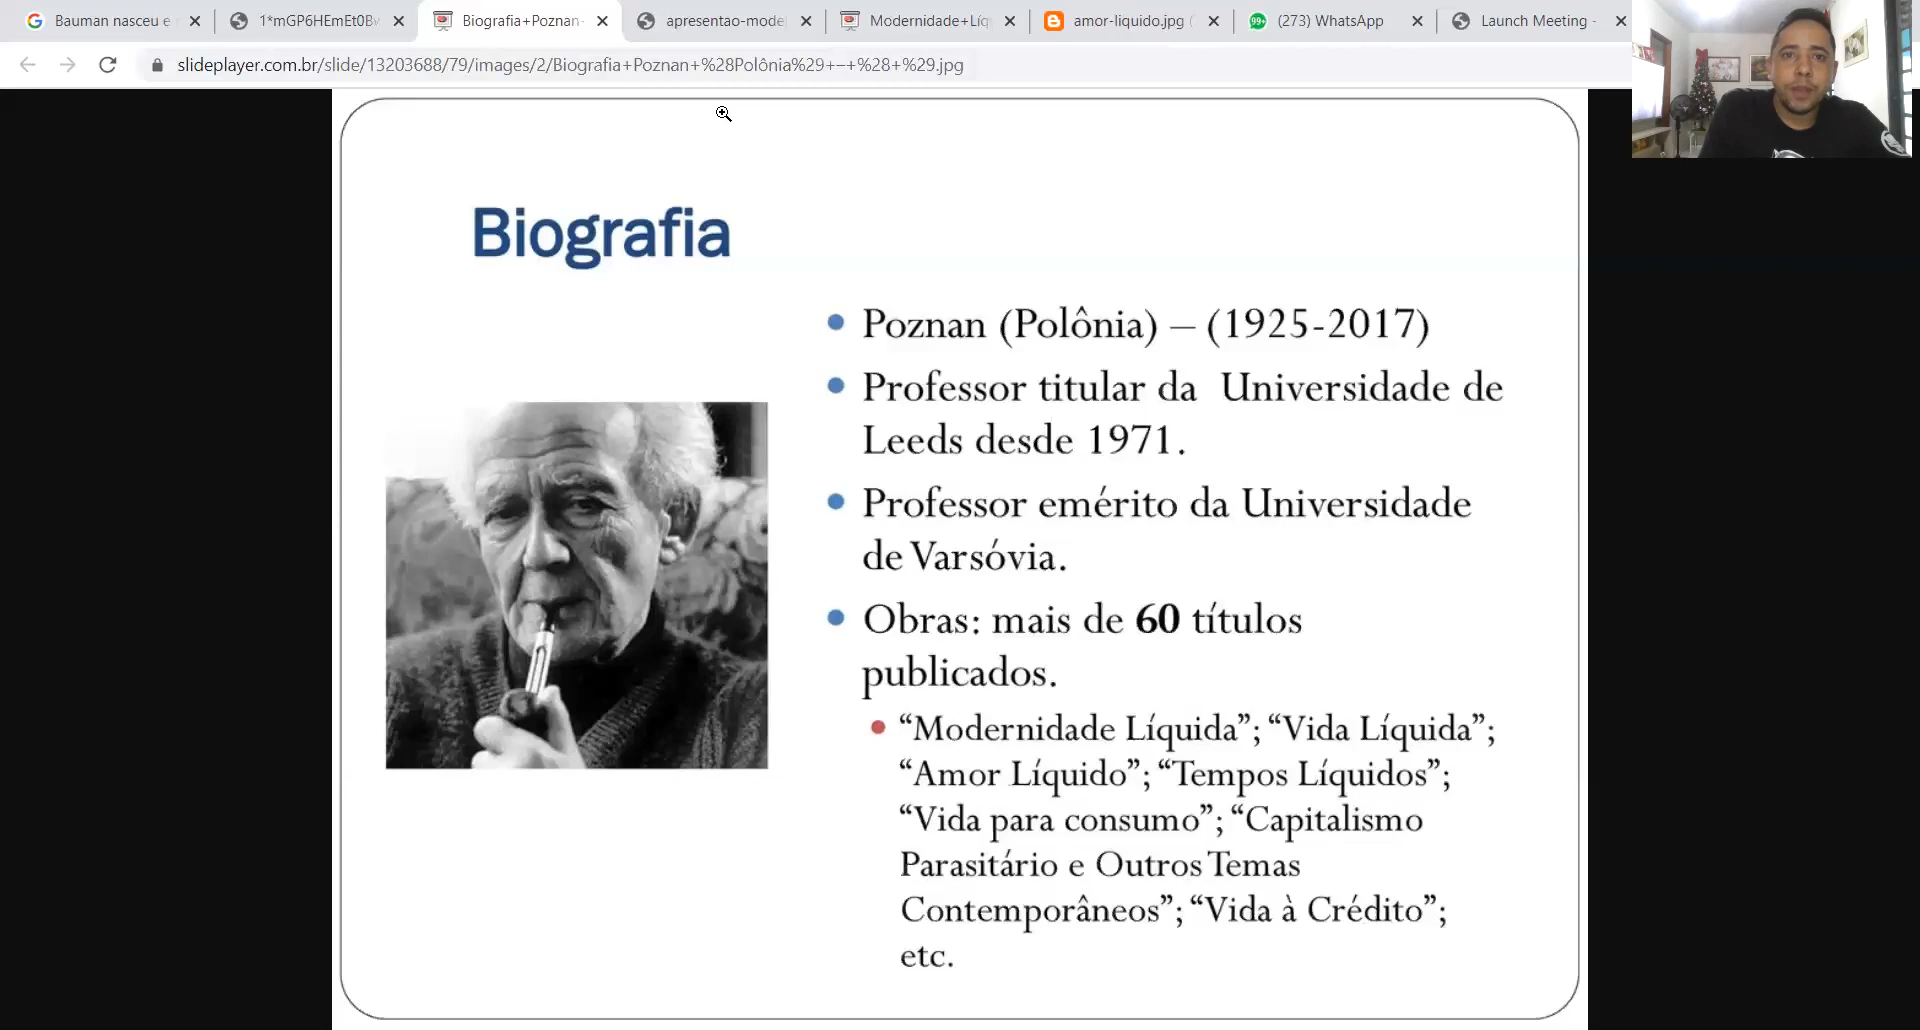 Bauman nasceu e
1*mGP6HEmEt0Bv
Biografia+Poznan
apresentao-mode
Modernidade+Líq
amor-liquido.jpg (
99+
(273) WhatsApp
Launch Meeting -
slideplayer.com.br/slide/13203688/79/images/2/Biografia+Poznan+%28Polônia%29+–+%28+%29.jpg
Biografia
Poznan (Polônia) – (1925-2017)
Professor titular da Universidade de
Leeds desde 1971.
Professor emérito da Universidade
de Varsóvia.
Obras: mais de 60 títulos
publicados.
“Modernidade Líquida”; “Vida Líquida”;
“Amor Líquido”; “Tempos Líquidos”;
“Vida para consumo”; “Capitalismo
Parasitário e Outros Temas
Contemporâneos”; “Vida à Crédito”;
etc.